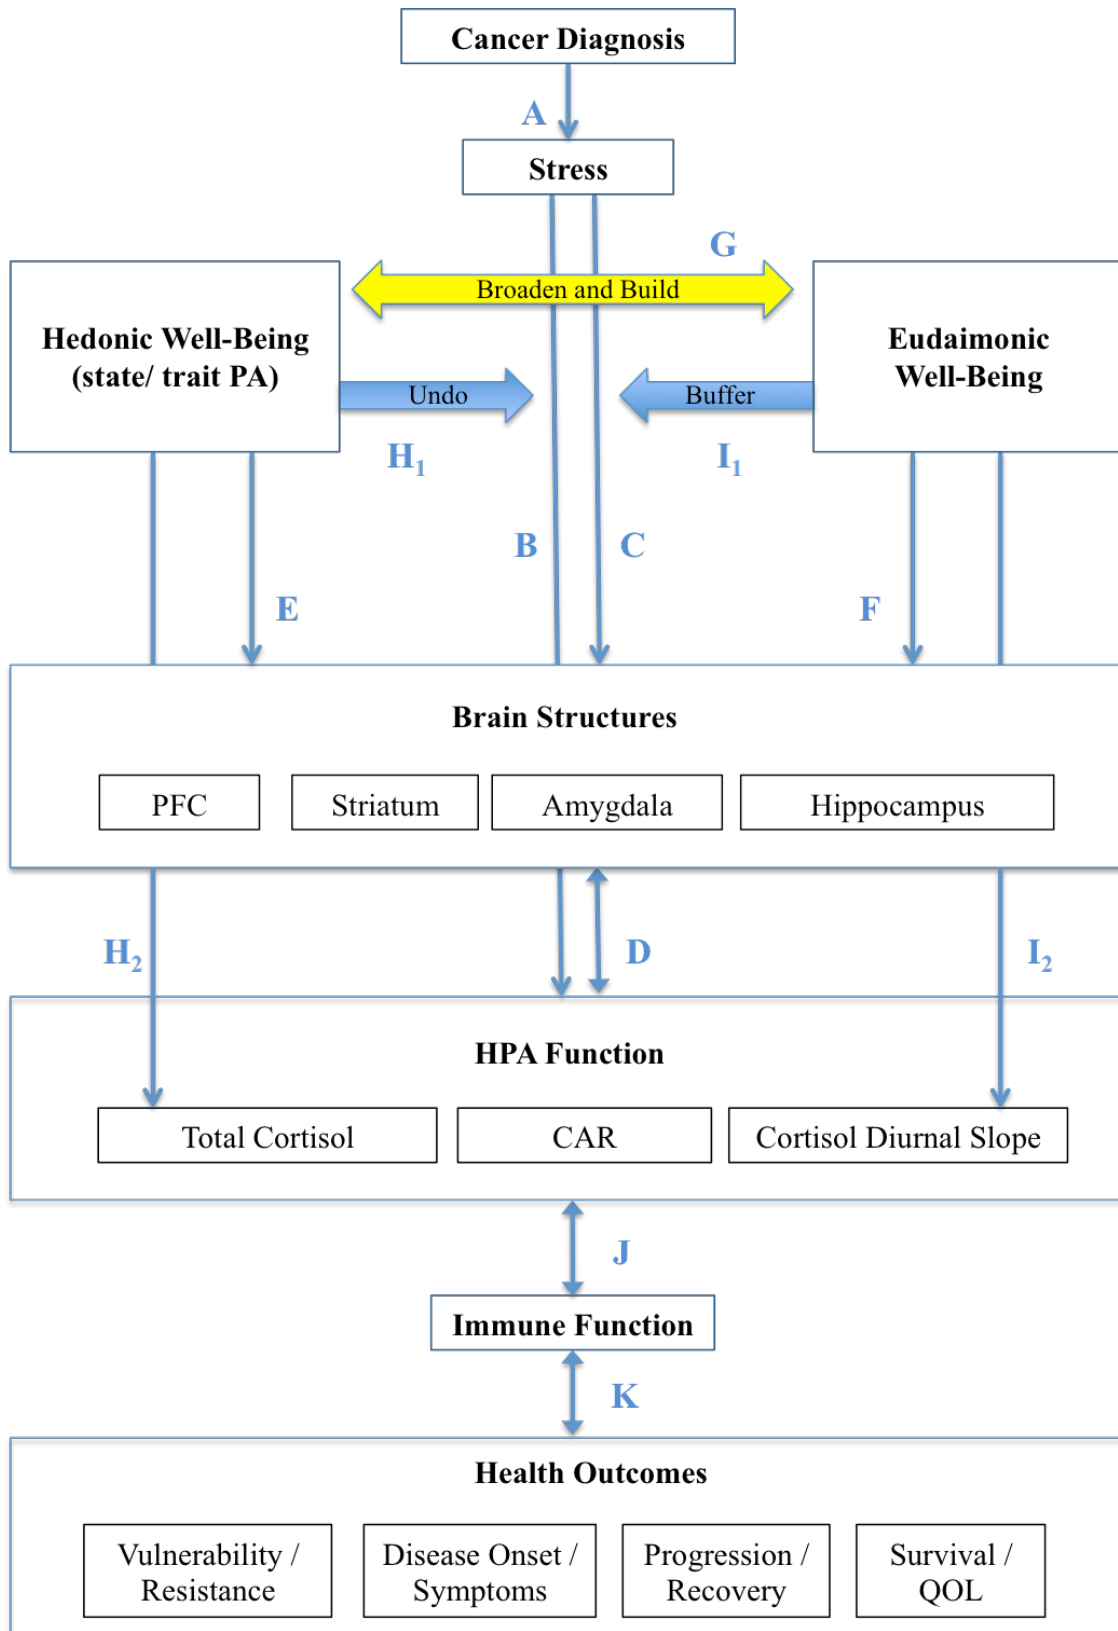 Cancer Diagnosis
A
Stress
G
Broaden and Build
Hedonic Well-Being
(state/ trait PA)
Eudaimonic
Well-Being
Undo
Buffer
H₁
I₁
B
C
E
F
Brain Structures
PFC
Striatum
Amygdala
Hippocampus
H₂
D
I₂
HPA Function
Total Cortisol
CAR
Cortisol Diurnal Slope
J
Immune Function
K
Health Outcomes
Vulnerability /
Resistance
Disease Onset /
Symptoms
Progression /
Recovery
Survival /
QOL